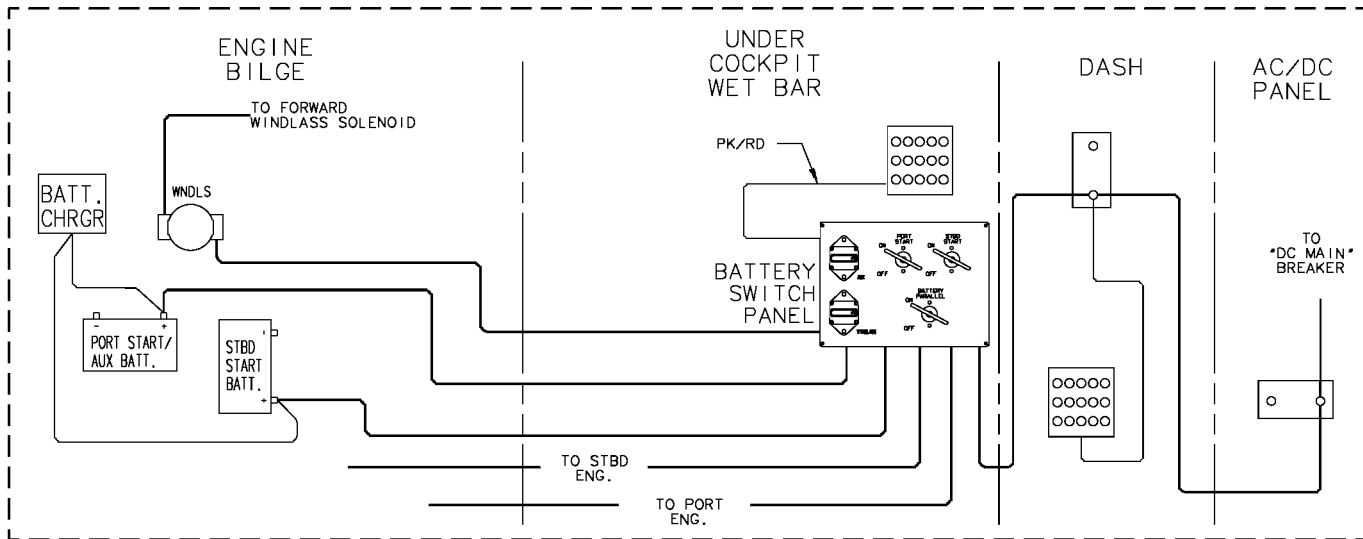 ENGINE
BILGE
UNDER
COCKPIT
WET BAR
DASH
AC/DC
PANEL
TO FORWARD
WINDLASS SOLENOID
PK/RD
BATT.
CHRGR
WNDLS
BATTERY
SWITCH
PANEL
PORT
START
ON
OFF
STBD
START
ON
OFF
BATTERY
PARALLEL
ON
OFF
TO
"DC MAIN"
BREAKER
- +
PORT START/
AUX BATT.
-
STBD
START
BATT.
+
TO STBD
ENG.
TO PORT
ENG.